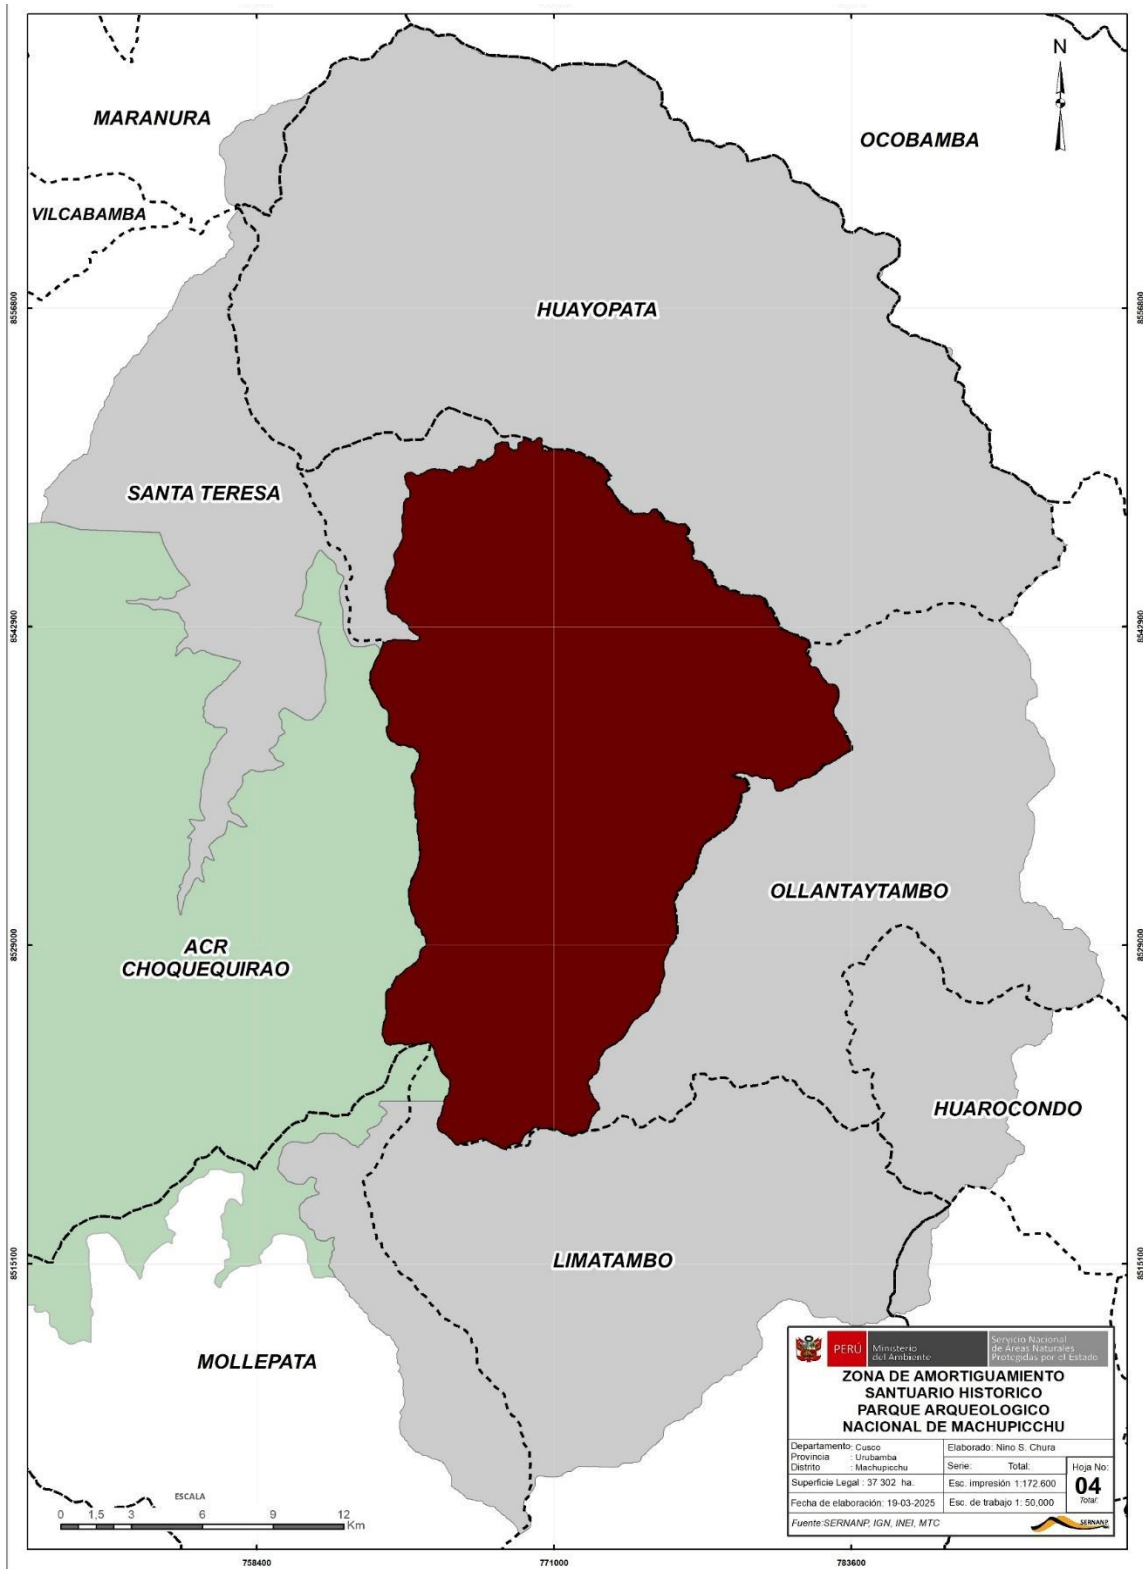 N
MARANURA
OCOBAMBA
VILCABAMBA
8556800
8556800
HUAYOPATA
SANTA TERESA
8542900
8542900
OLLANTAYTAMBO
8529000
8529000
ACR
CHOQUEQUIRAO
HUAROCONDO
8515100
8515100
LIMATAMBO
MOLLEPATA
PERÚ
Ministerio
del Ambiente
Servicio Nacional
de Áreas Naturales
Protegidas por el Estado
ZONA DE AMORTIGUAMIENTO
SANTUARIO HISTORICO
PARQUE ARQUEOLOGICO
NACIONAL DE MACHUPICCHU
Departamento: Cusco
Provincia : Urubamba
Distrito : Machupicchu
Elaborado: Nino S. Chura
Serie: Total:
Hoja No:
04
Total:
Superficie Legal : 37 302 ha.
Esc. impresión 1:172.600
Fecha de elaboración: 19-03-2025
Esc. de trabajo 1: 50,000
Fuente:SERNANP, IGN, INEI, MTC
SERNANP
ESCALA
0 1,5 3 6 9 12
Km
758400
771000
783600